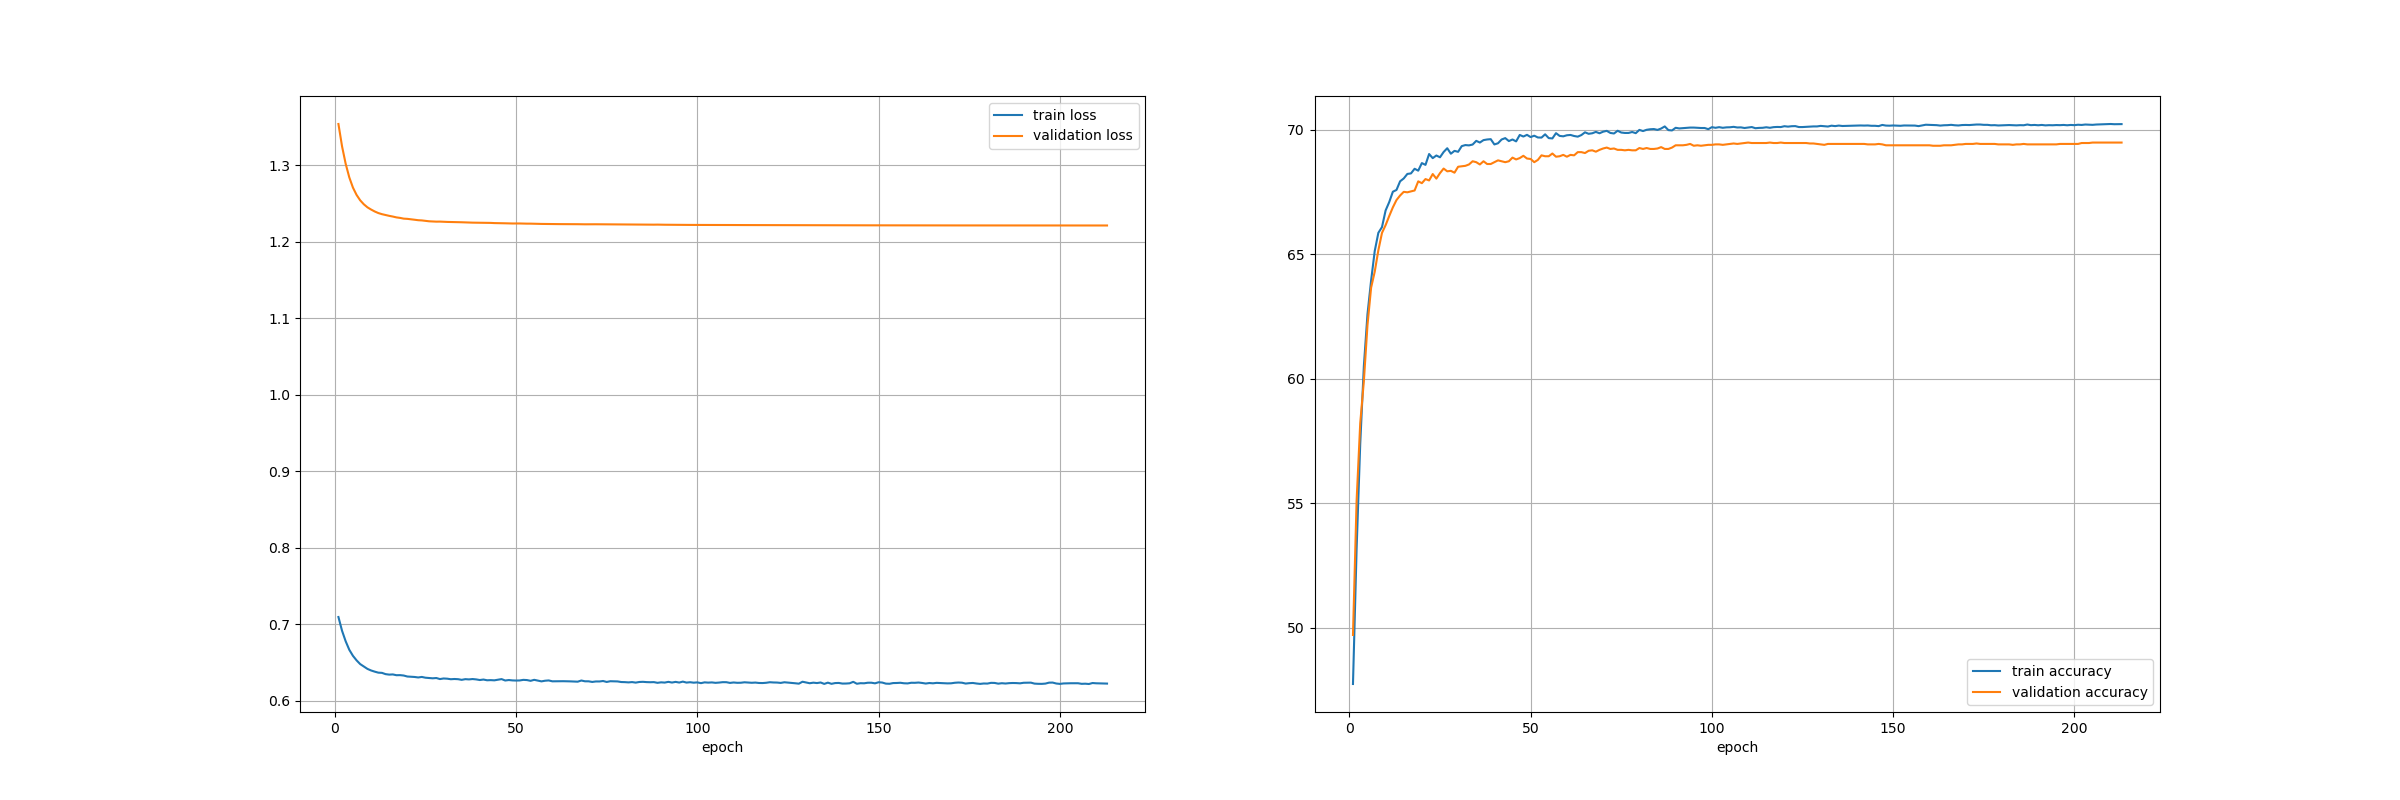 train loss
validation loss
1.3
1.2
1.1
1.0
0.9
0.8
0.7
0.6
0 50 100 150 200
epoch
70
65
60
55
50
train accuracy
validation accuracy
0 50 100 150 200
epoch